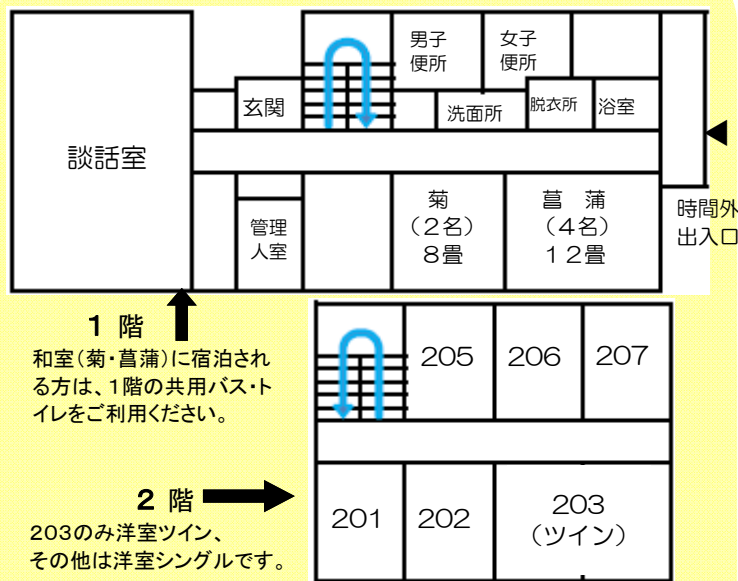 男子
便所
女子
便所
玄関
洗面所
脱衣所
浴室
談話室
管理
人室
菊
(2名)
8畳
菖 蒲
(4名)
12畳
時間外
出入口
1 階
和室(菊・菖蒲)に宿泊され
る方は、1階の共用バス・ト
イレをご利用ください。
205
206
207
2 階
203のみ洋室ツイン、
その他は洋室シングルです。
201
202
203
(ツイン)